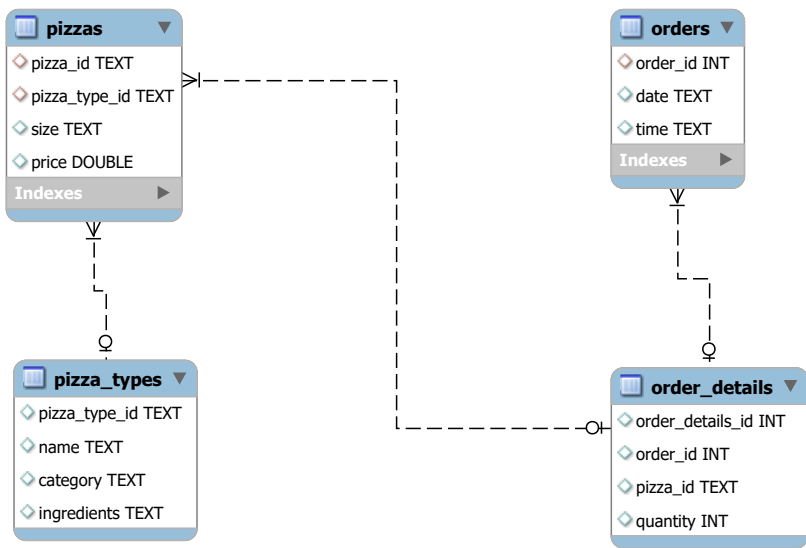 pizzas
pizza_id TEXT
pizza_type_id TEXT
size TEXT
price DOUBLE
Indexes
orders
order_id INT
date TEXT
time TEXT
Indexes
pizza_types
pizza_type_id TEXT
name TEXT
category TEXT
ingredients TEXT
order_details
order_details_id INT
order_id INT
pizza_id TEXT
quantity INT